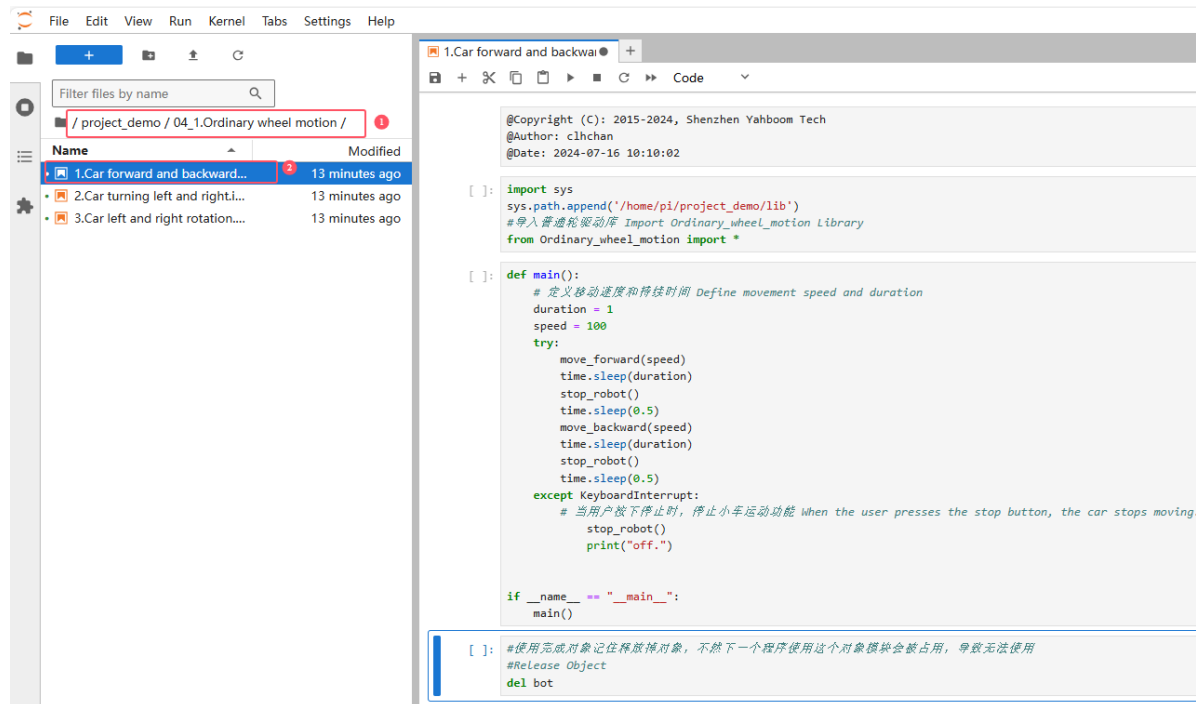 File Edit View Run Kernel Tabs Settings Help
+
Filter files by name
/ project_demo / 04_1.Ordinary wheel motion /
1
Name Modified
1.Car forward and backward... 13 minutes ago
2
2.Car turning left and right.i... 13 minutes ago
3.Car left and right rotation.... 13 minutes ago
1.Car forward and backwar
+
Code
@Copyright (C): 2015-2024, Shenzhen Yahboom Tech
@Author: clhchan
@Date: 2024-07-16 10:10:02
[ ]: import sys
sys.path.append('/home/pi/project_demo/lib')
#导入普通轮驱动库 Import Ordinary_wheel_motion Library
from Ordinary_wheel_motion import *
[ ]: def main():
# 定义移动速度和持续时间 Define movement speed and duration
duration = 1
speed = 100
try:
move_forward(speed)
time.sleep(duration)
stop_robot()
time.sleep(0.5)
move_backward(speed)
time.sleep(duration)
stop_robot()
time.sleep(0.5)
except KeyboardInterrupt:
# 当用户按下停止时，停止小车运动功能 When the user presses the stop button, the car stops moving.
stop_robot()
print("off.")
if __name__ == "__main__":
main()
[ ]: #使用完成对象记住释放掉对象，不然下一个程序使用这个对象模块会被占用，导致无法使用
#Release Object
del bot